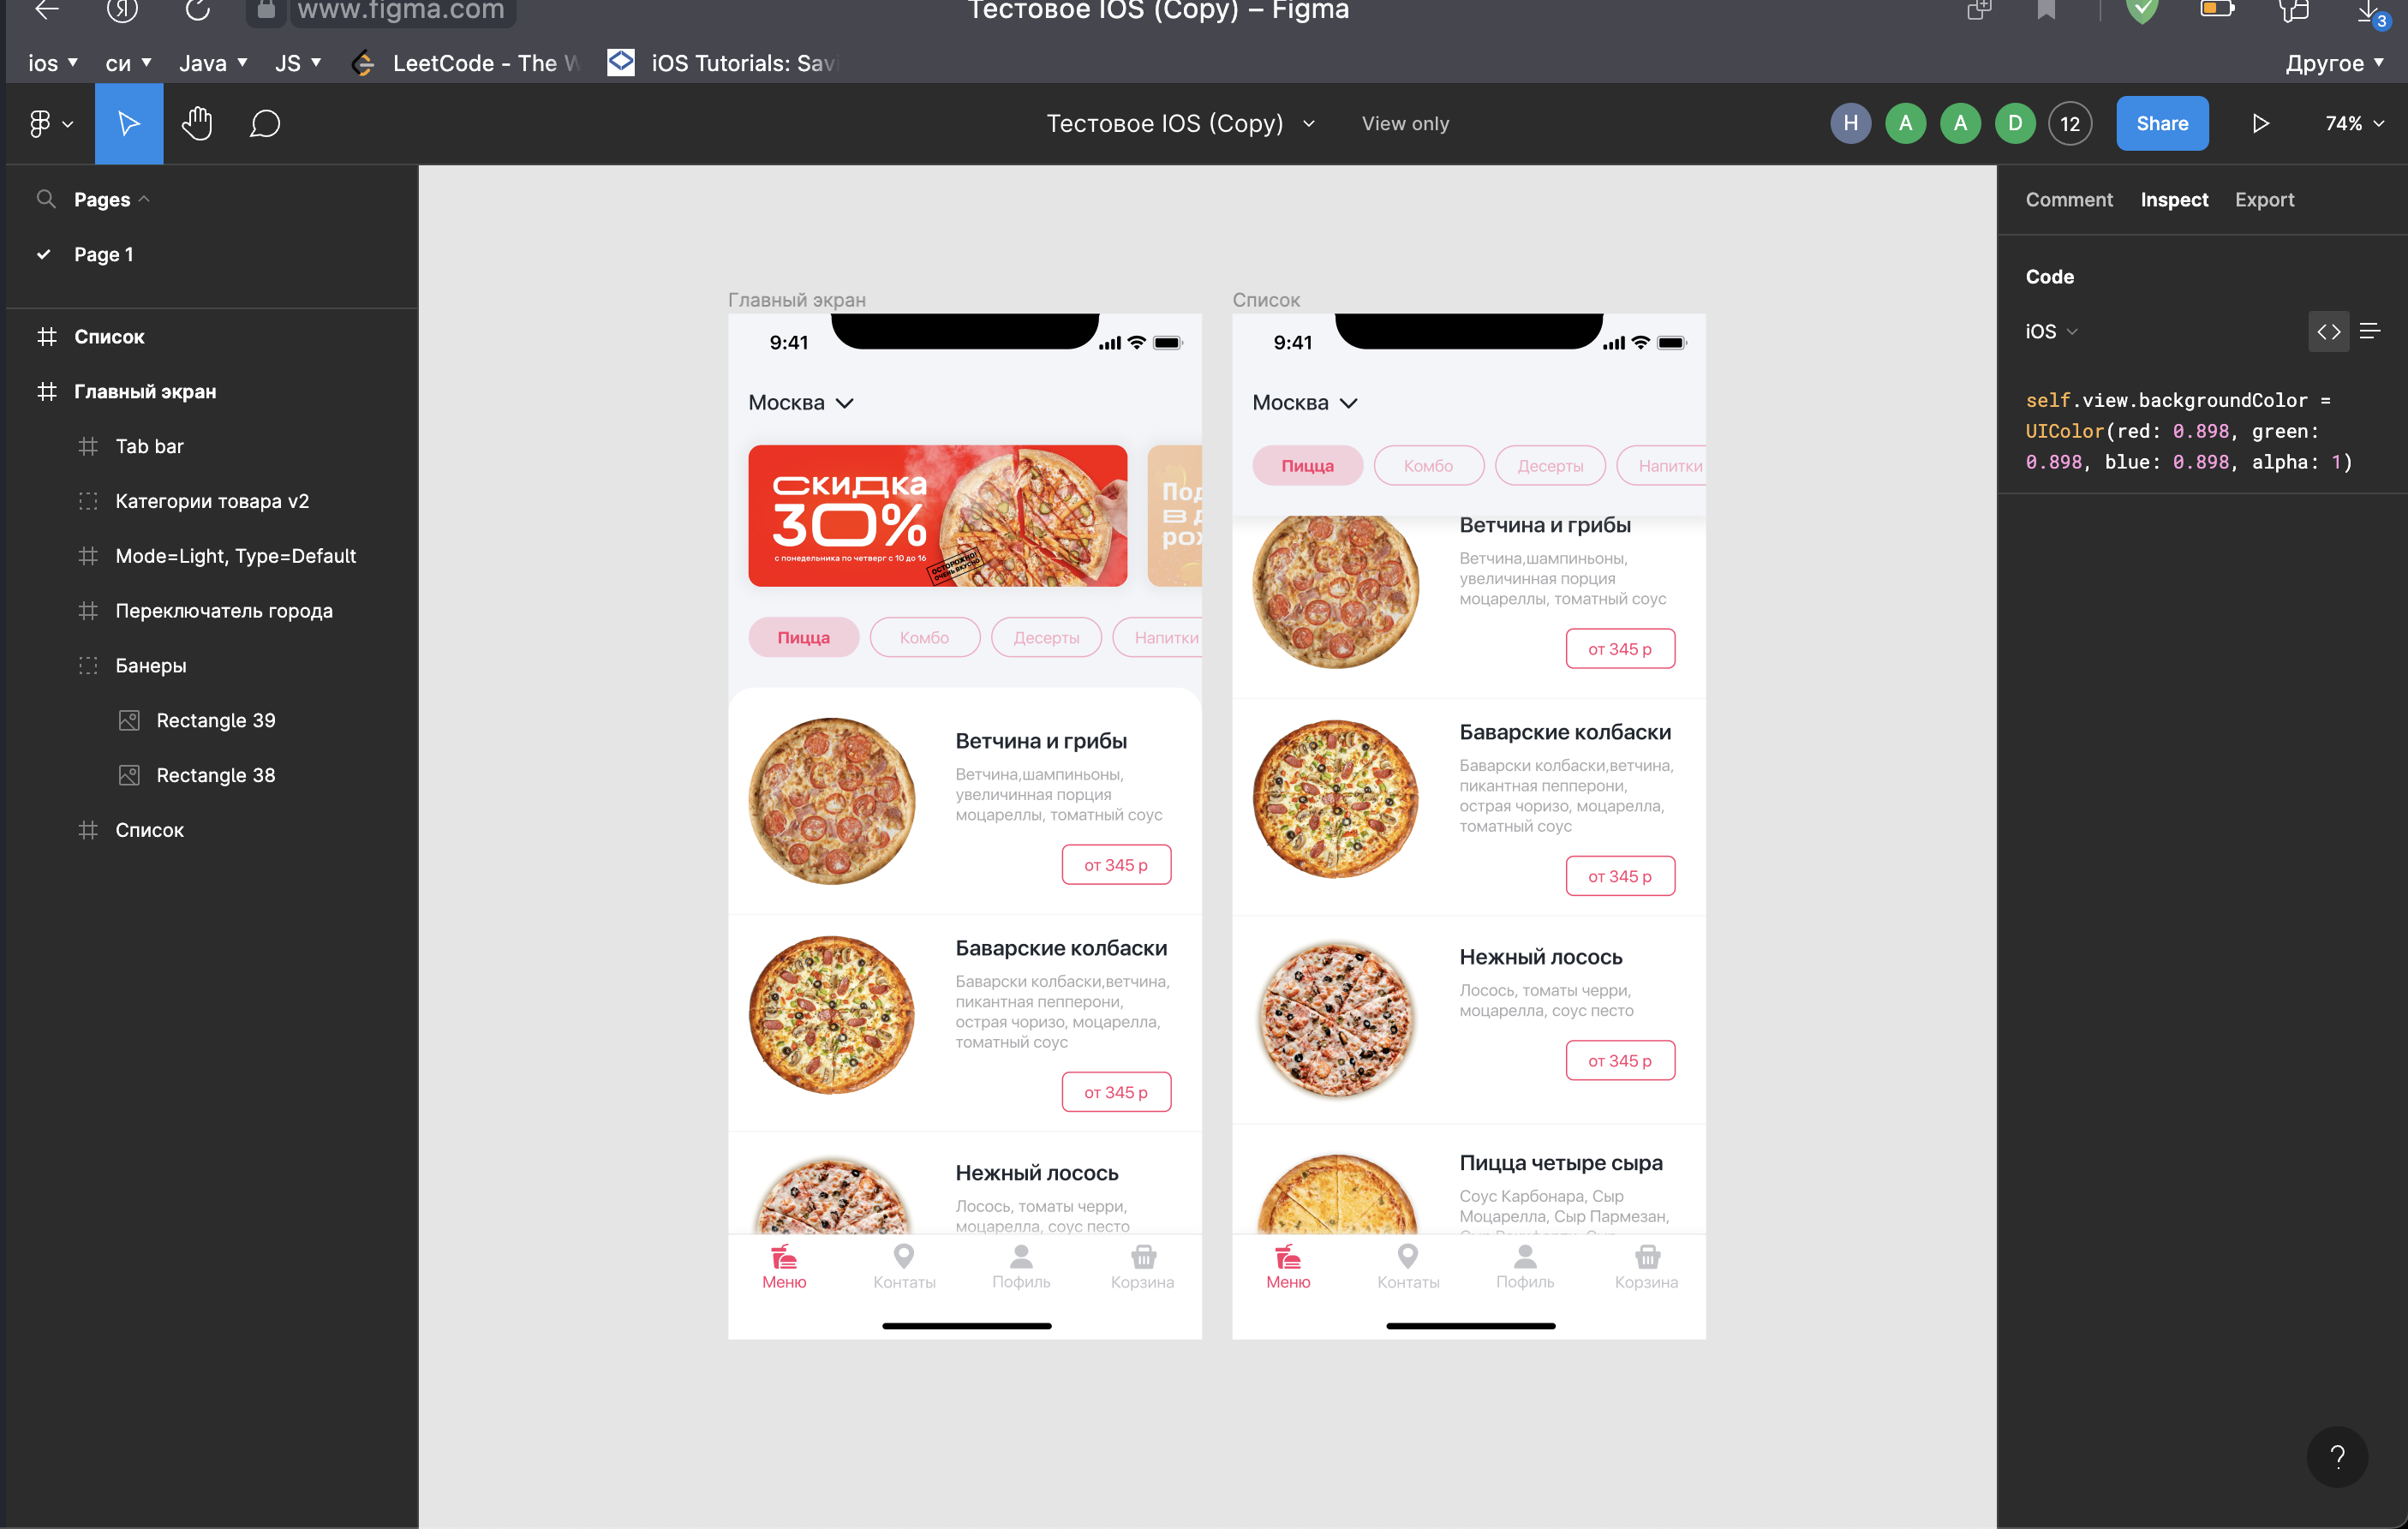 www.figma.com
Тестовое IOS (Copy) – Figma
3
ios
си
Java
JS
LeetCode - The W
iOS Tutorials: Sav
Другое
Тестовое IOS (Copy)
View only
H
A
A
D
12
Share
74%
Pages
Page 1
Список
Главный экран
Tab bar
Категории товара v2
Mode=Light, Type=Default
Переключатель города
Банеры
Rectangle 39
Rectangle 38
Список
Главный экран
9:41
Москва
СКИДКА
30%
с понедельника по четверг с 10 до 16
ОСТОРОЖНО!
ОЧЕНЬ ВКУСНО
Под
В д
рож
Пицца
Комбо
Десерты
Напитки
Ветчина и грибы
Ветчина,шампиньоны,
увеличинная порция
моцареллы, томатный соус
от 345 р
Баварские колбаски
Баварски колбаски,ветчина,
пикантная пепперони,
острая чоризо, моцарелла,
томатный соус
от 345 р
Нежный лосось
Лосось, томаты черри,
моцарелла, соус песто
Меню
Контаты
Пофиль
Корзина
Список
9:41
Москва
Пицца
Комбо
Десерты
Напитки
Ветчина и грибы
Ветчина,шампиньоны,
увеличинная порция
моцареллы, томатный соус
от 345 р
Баварские колбаски
Баварски колбаски,ветчина,
пикантная пепперони,
острая чоризо, моцарелла,
томатный соус
от 345 р
Нежный лосось
Лосось, томаты черри,
моцарелла, соус песто
от 345 р
Пицца четыре сыра
Соус Карбонара, Сыр
Моцарелла, Сыр Пармезан,
Меню
Контаты
Пофиль
Корзина
Comment
Inspect
Export
Code
iOS
self.view.backgroundColor =
UIColor(red: 0.898, green:
0.898, blue: 0.898, alpha: 1)
?